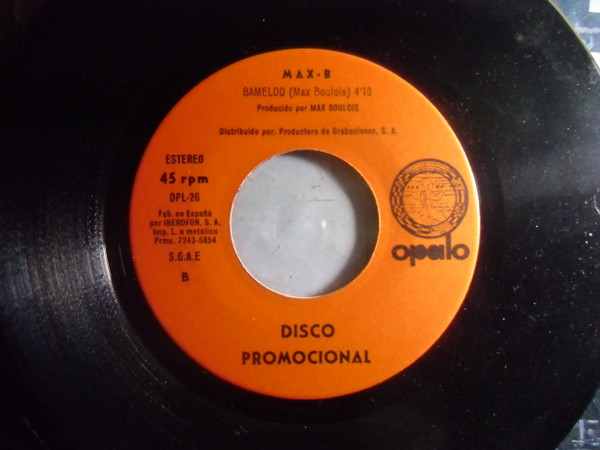 MAX-B
BAMELOO (Max Boulois) 4'10
Producido por MAX BOULOIS
Distribuido por: Productora de Grabaciones, S. A.
ESTEREO
45 rpm
OPL-26
Fab. en España
por IBEROFON, S. A.
Imp. L. a metálico
Prms. 7243-5854
S.G.A.E
B
opalo
DISCO
PROMOCIONAL